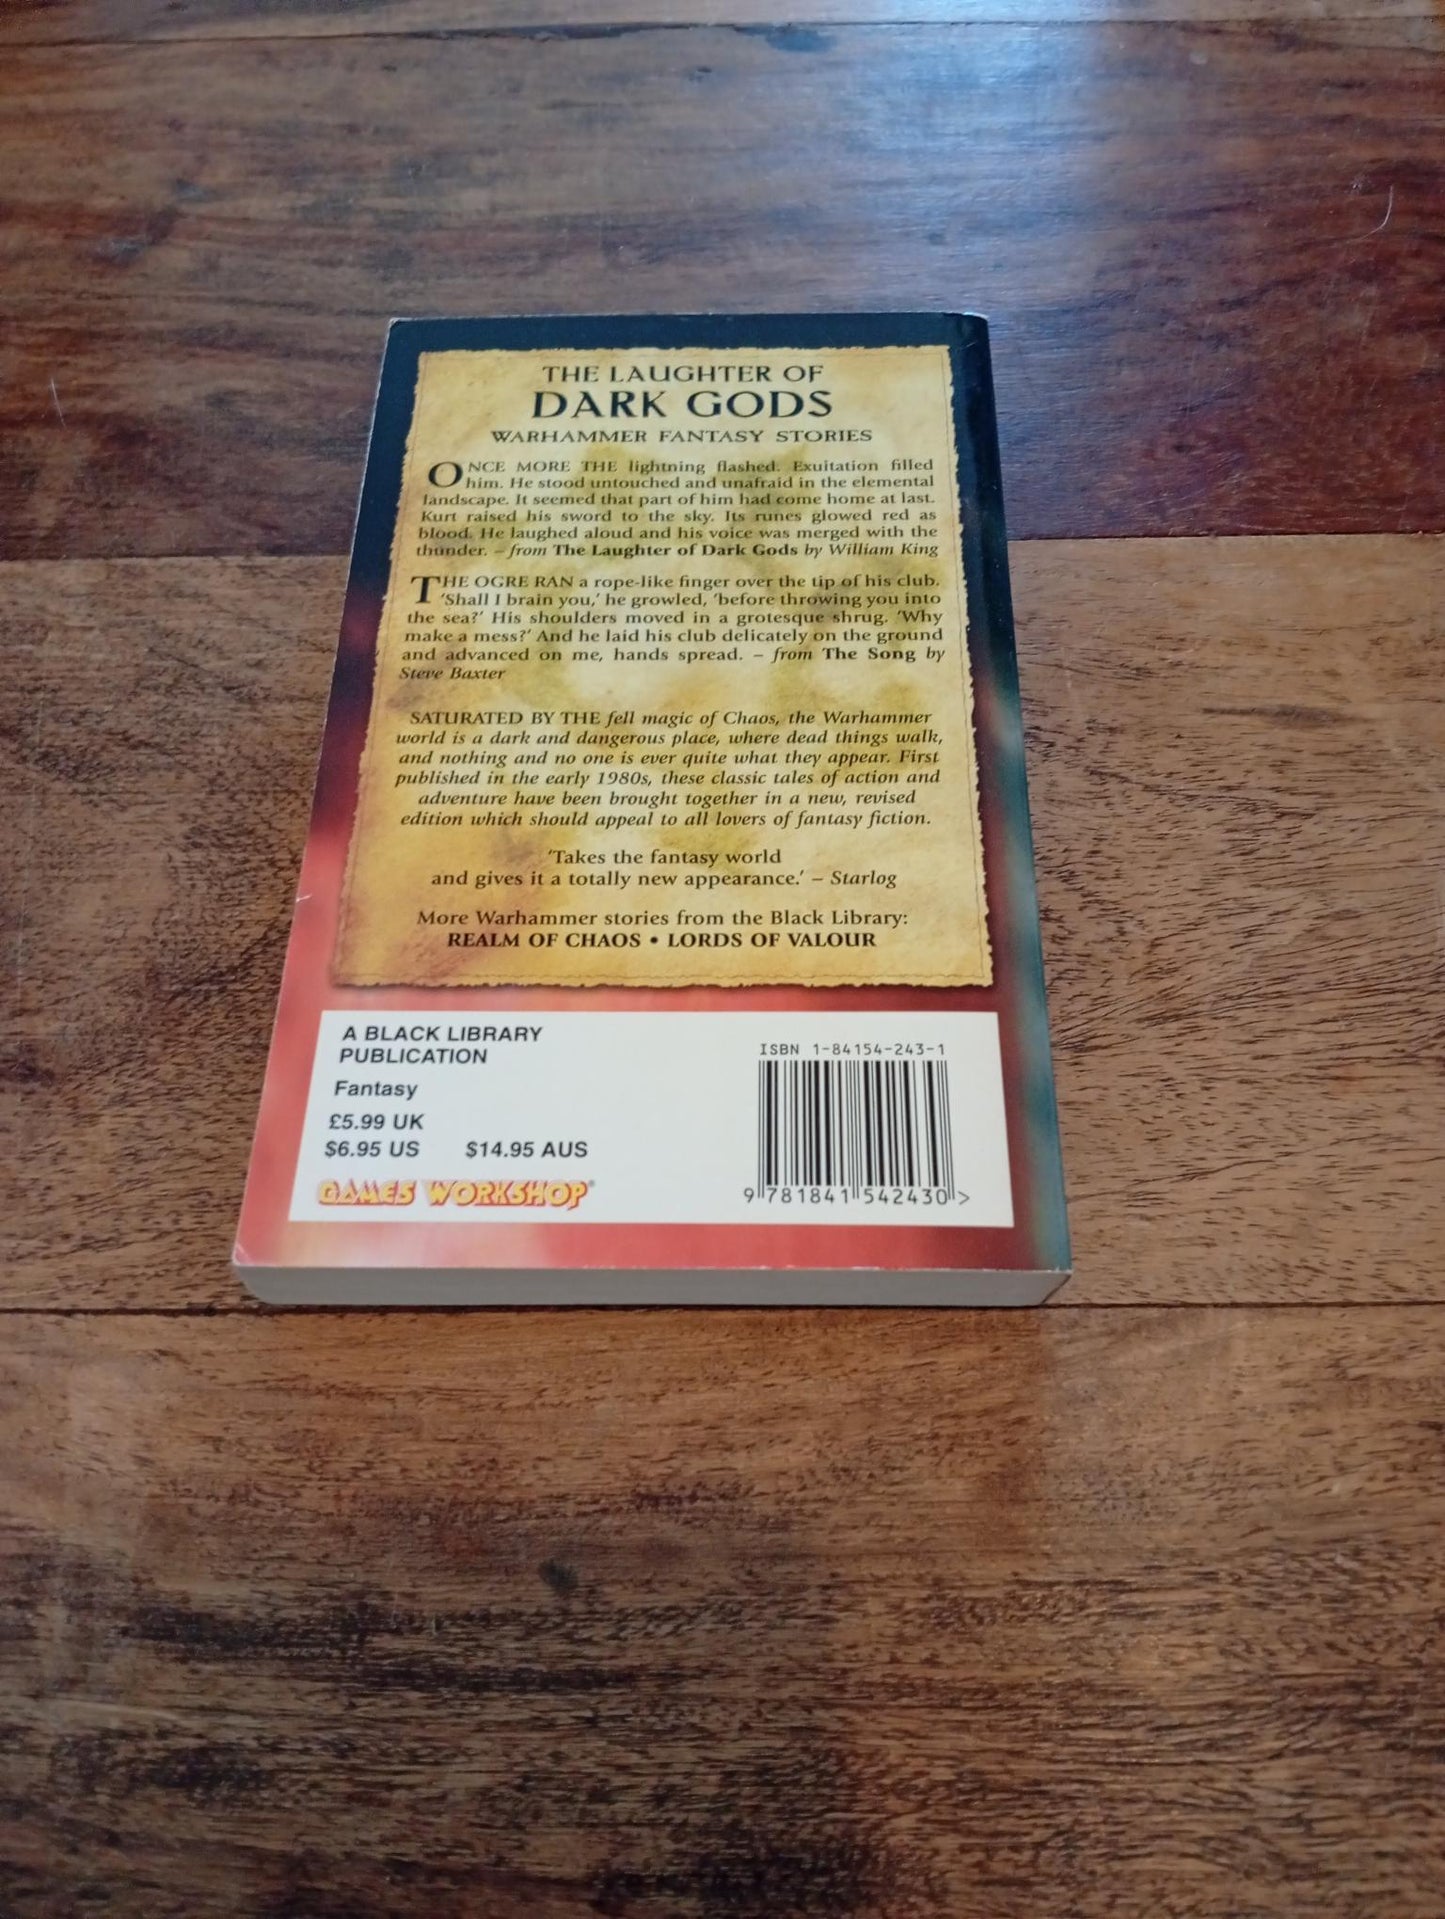 THE LAUGHTER OF
DARK GODS
WARHAMMER FANTASY STORIES
ONCE MORE THE lightning flashed. Exultation filled
him. He stood untouched and unafraid in the elemental
landscape. It seemed that part of him had come home at last.
Kurt raised his sword to the sky. Its runes glowed red as
blood. He laughed aloud and his voice was merged with the
thunder. – from The Laughter of Dark Gods by William King
THE OGRE RAN a rope-like finger over the tip of his club.
'Shall I brain you,' he growled, 'before throwing you into
the sea?' His shoulders moved in a grotesque shrug. 'Why
make a mess?' And he laid his club delicately on the ground
and advanced on me, hands spread. – from The Song by
Steve Baxter
SATURATED BY THE fell magic of Chaos, the Warhammer
world is a dark and dangerous place, where dead things walk,
and nothing and no one is ever quite what they appear. First
published in the early 1980s, these classic tales of action and
adventure have been brought together in a new, revised
edition which should appeal to all lovers of fantasy fiction.
'Takes the fantasy world
and gives it a totally new appearance.' – Starlog
More Warhammer stories from the Black Library:
REALM OF CHAOS • LORDS OF VALOUR
A BLACK LIBRARY
PUBLICATION
Fantasy
£5.99 UK
$6.95 US $14.95 AUS
GAMES WORKSHOP®
ISBN 1-84154-243-1
9 781841 542430 >